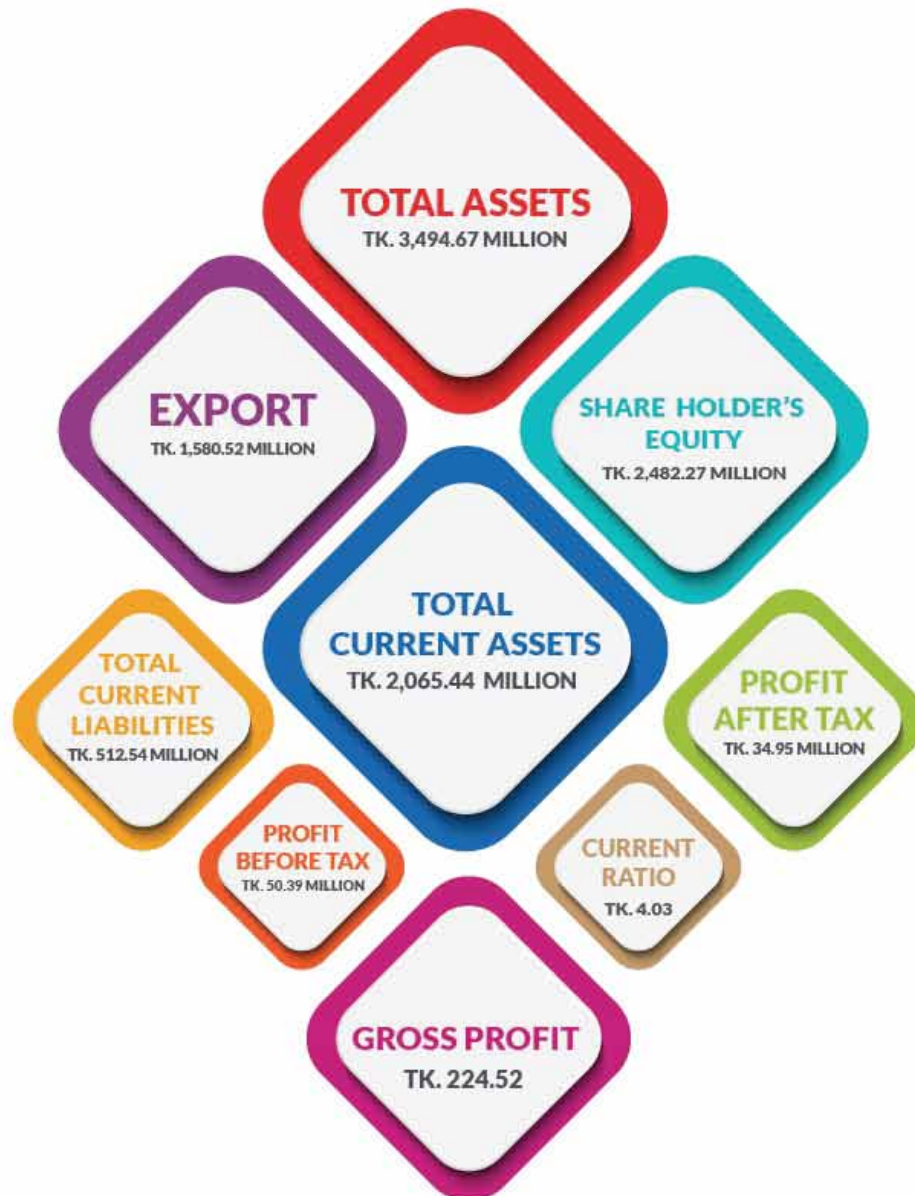 TOTAL ASSETS
TK. 3,494.67 MILLION
EXPORT
TK. 1,580.52 MILLION
SHARE HOLDER'S
EQUITY
TK. 2,482.27 MILLION
TOTAL
CURRENT ASSETS
TK. 2,065.44 MILLION
TOTAL
CURRENT
LIABILITIES
TK. 512.54 MILLION
PROFIT
AFTER TAX
TK. 34.95 MILLION
PROFIT
BEFORE TAX
TK. 50.39 MILLION
CURRENT
RATIO
TK. 4.03
GROSS PROFIT
TK. 224.52